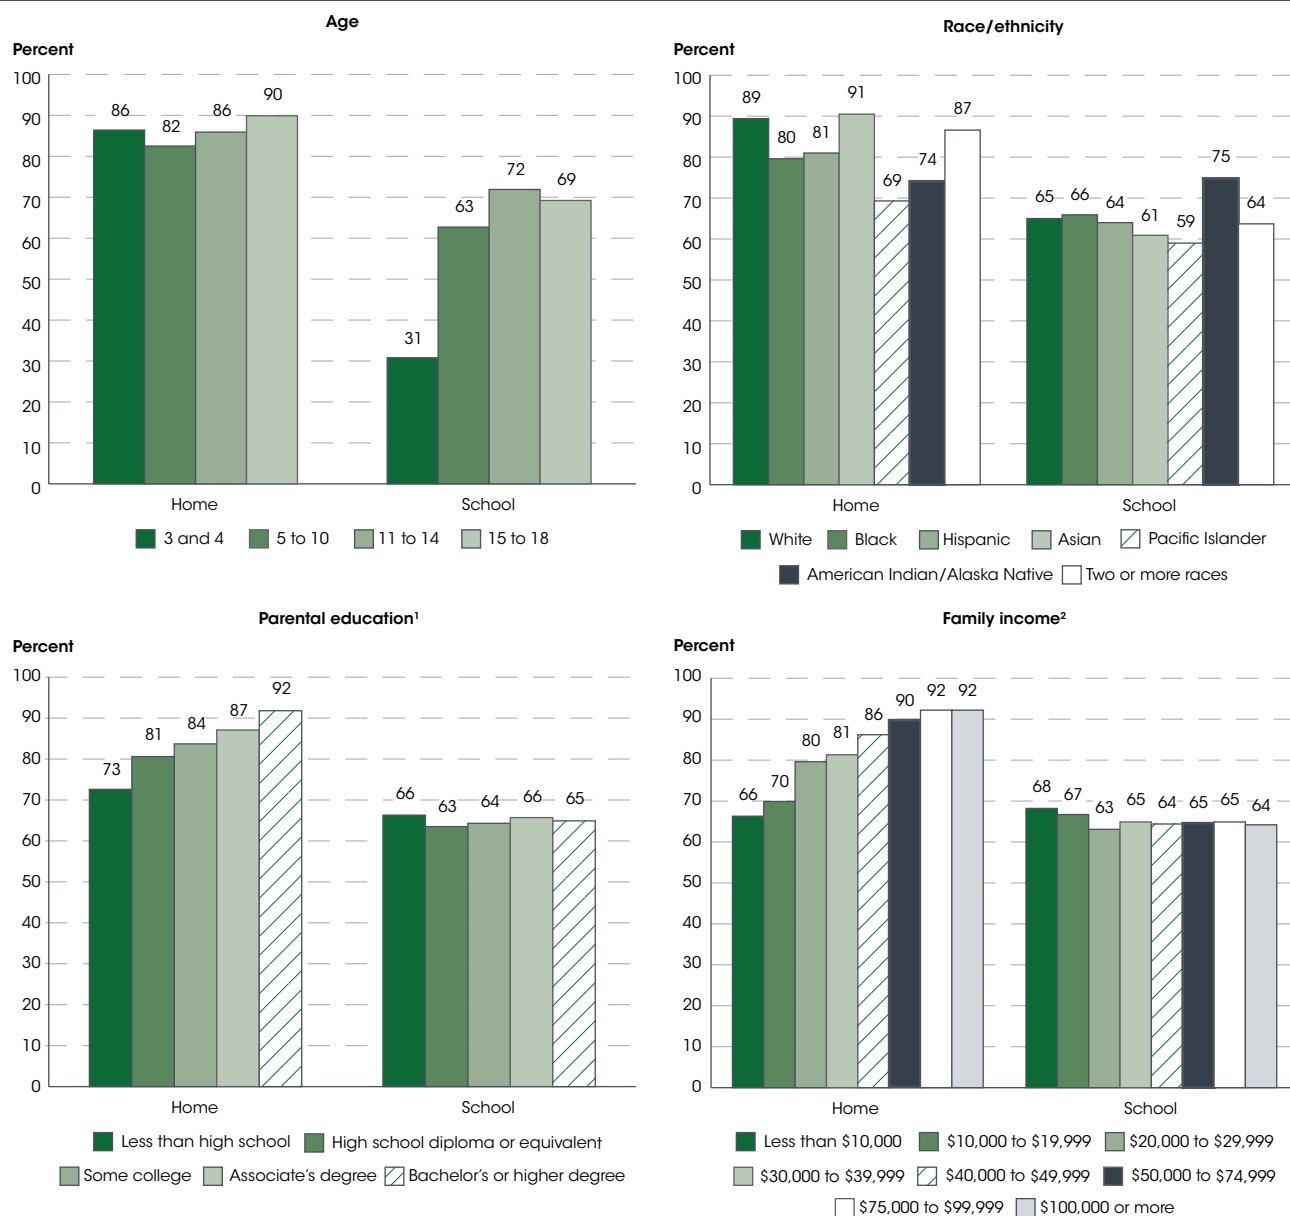 Age
Percent
100
90
80
70
60
50
40
30
20
10
0
86
82
86
90
31
63
72
69
Home
School
3 and 4
5 to 10
11 to 14
15 to 18
Race/ethnicity
Percent
100
90
80
70
60
50
40
30
20
10
0
89
80
81
91
69
74
87
65
66
64
61
59
75
64
Home
School
White
Black
Hispanic
Asian
Pacific Islander
American Indian/Alaska Native
Two or more races
Parental education¹
Percent
100
90
80
70
60
50
40
30
20
10
0
73
81
84
87
92
66
63
64
66
65
Home
School
Less than high school
High school diploma or equivalent
Some college
Associate's degree
Bachelor's or higher degree
Family income²
Percent
100
90
80
70
60
50
40
30
20
10
0
66
70
80
81
86
90
92
92
68
67
63
65
64
65
65
64
Home
School
Less than $10,000
$10,000 to $19,999
$20,000 to $29,999
$30,000 to $39,999
$40,000 to $49,999
$50,000 to $74,999
$75,000 to $99,999
$100,000 or more